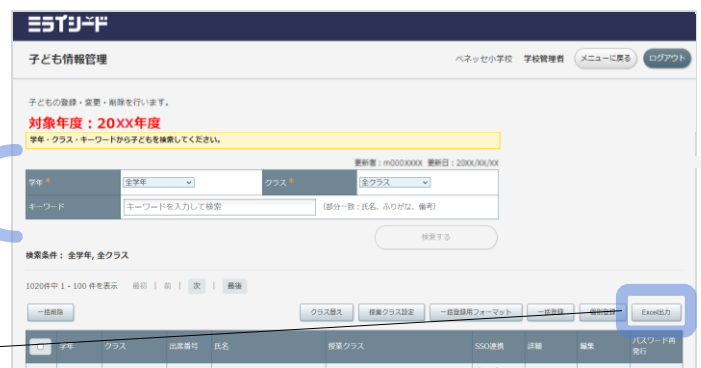 ミライシード
子ども情報管理
ベネッセ小学校 学校管理者 メニューに戻る ログアウト
子どもの登録・変更・削除を行います。
対象年度：20XX年度
学年・クラス・キーワードから子どもを検索してください。
更新者：m000XXXX 更新日：20XX/XX/XX
学年 * 全学年 クラス * 全クラス
キーワード キーワードを入力して検索 (部分一致：氏名、ふりがな、備考)
検索する
検索条件： 全学年, 全クラス
1020件中 1 - 100 件を表示 最初 | 前 | 次 | 最後
一括削除 クラス替え 授業クラス設定 一括登録用フォーマット 一括登録 個別登録 Excel出力
学年 クラス 出席番号 氏名 授業クラス SSO連携 詳細 編集 パスワード再
発行